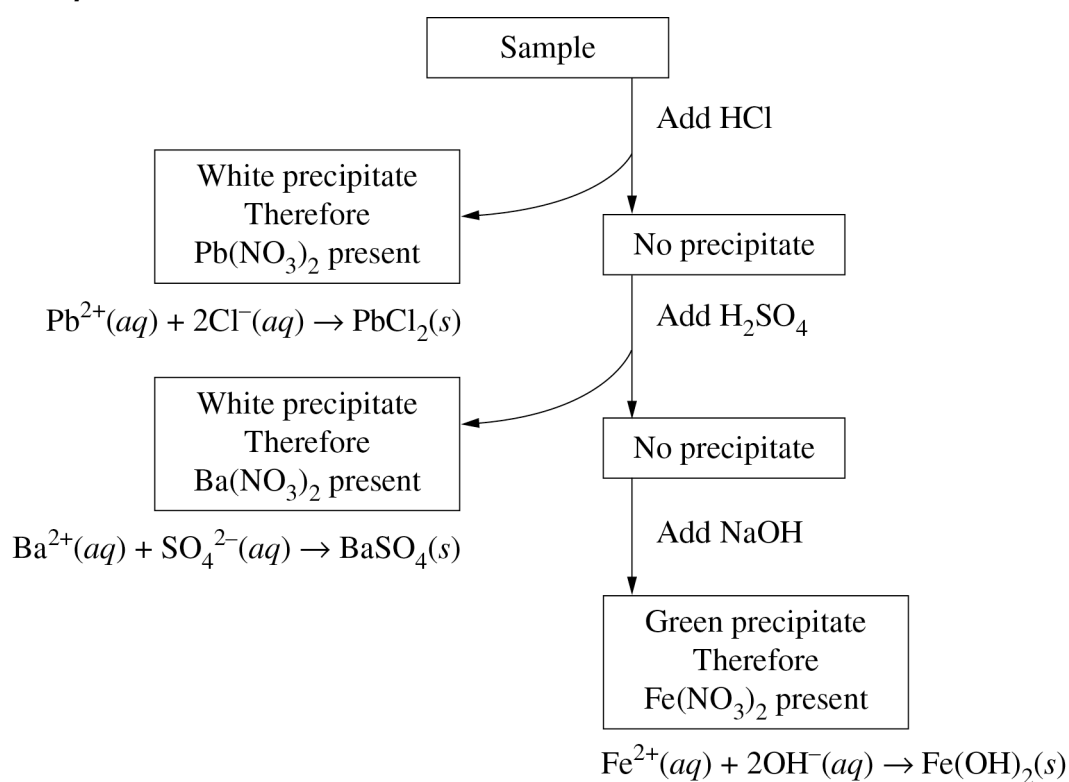 Sample
Add HCl
White precipitate
Therefore
Pb(NO₃)₂ present
No precipitate
Pb²⁺(aq) + 2Cl⁻(aq) → PbCl₂(s)
Add H₂SO₄
White precipitate
Therefore
Ba(NO₃)₂ present
No precipitate
Ba²⁺(aq) + SO₄²⁻(aq) → BaSO₄(s)
Add NaOH
Green precipitate
Therefore
Fe(NO₃)₂ present
Fe²⁺(aq) + 2OH⁻(aq) → Fe(OH)₂(s)